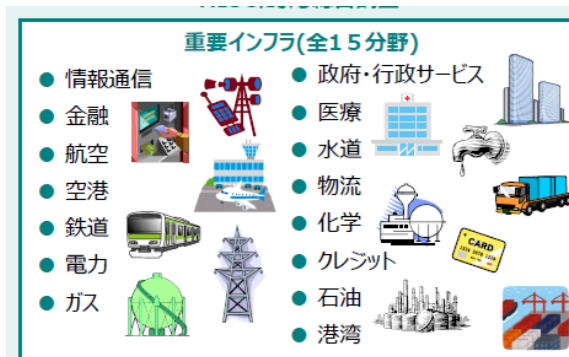 重要インフラ(全15分野)
● 情報通信
● 金融
● 航空
● 空港
● 鉄道
● 電力
● ガス
● 政府・行政サービス
● 医療
● 水道
● 物流
● 化学
● クレジット
● 石油
● 港湾
CARD